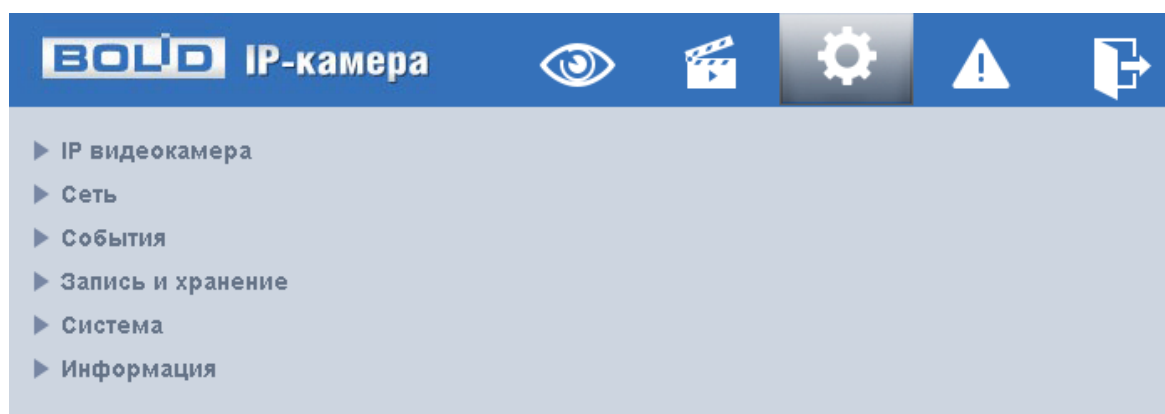 BOLID IP-камера
IP видеокамера
Сеть
События
Запись и хранение
Система
Информация